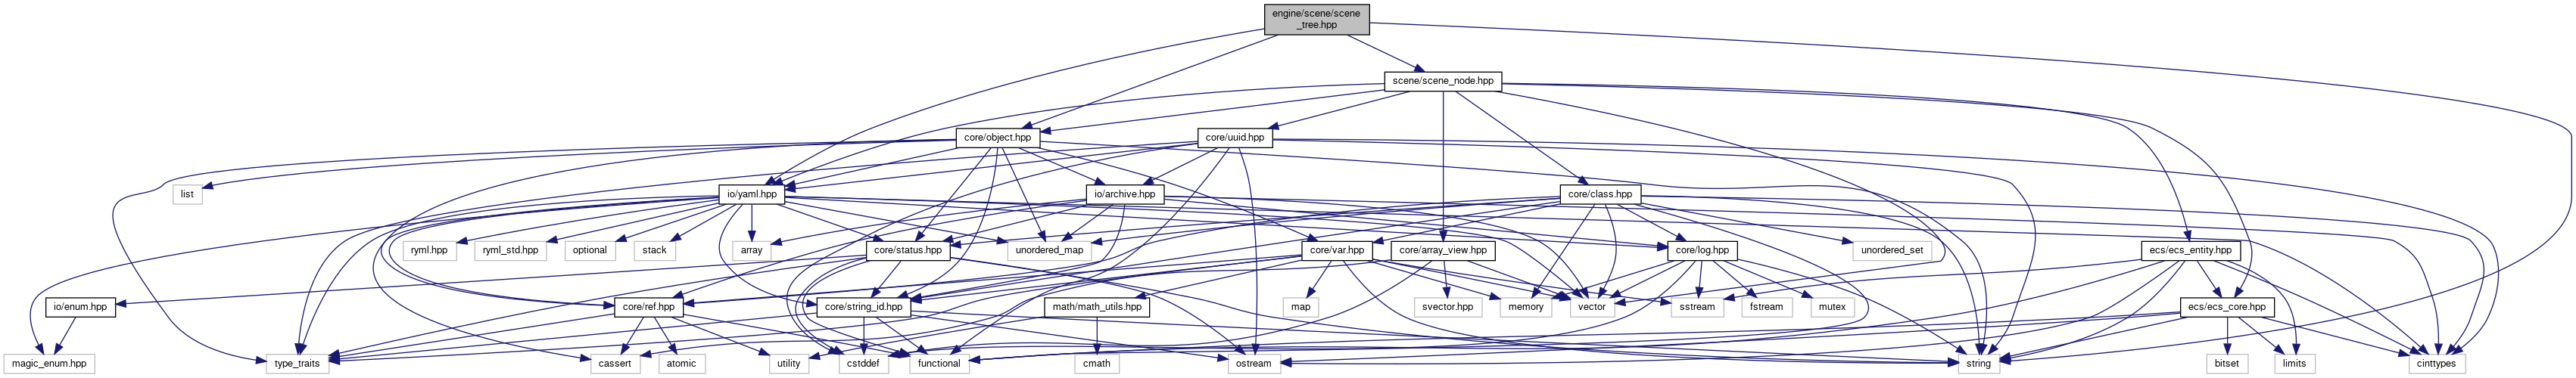 engine/scene/scene
_tree.hpp
scene/scene_node.hpp
core/object.hpp
core/uuid.hpp
list
io/yaml.hpp
io/archive.hpp
core/class.hpp
ryml.hpp
ryml_std.hpp
optional
stack
array
core/status.hpp
unordered_map
core/var.hpp
core/array_view.hpp
core/log.hpp
unordered_set
ecs/ecs_entity.hpp
io/enum.hpp
core/ref.hpp
core/string_id.hpp
math/math_utils.hpp
map
svector.hpp
memory
vector
sstream
fstream
mutex
ecs/ecs_core.hpp
magic_enum.hpp
type_traits
cassert
atomic
utility
cstddef
functional
cmath
ostream
string
bitset
limits
cinttypes